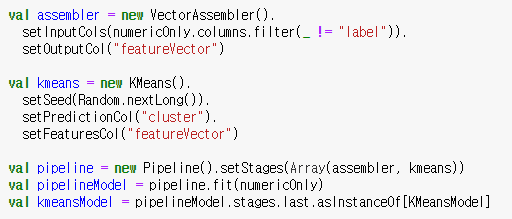 val assembler = new VectorAssembler().
  setInputCols(numericOnly.columns.filter(_ != "label")).
  setOutputCol("featureVector")

val kmeans = new KMeans().
  setSeed(Random.nextLong()).
  setPredictionCol("cluster").
  setFeaturesCol("featureVector")

val pipeline = new Pipeline().setStages(Array(assembler, kmeans))
val pipelineModel = pipeline.fit(numericOnly)
val kmeansModel = pipelineModel.stages.last.asInstanceOf[KMeansModel]